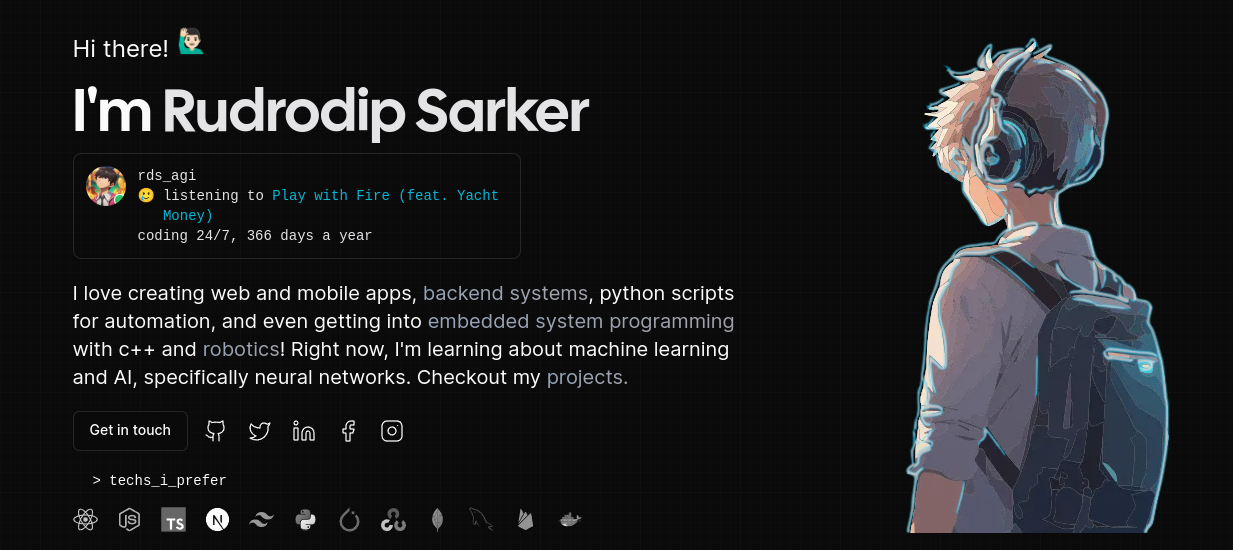 Hi there!
I'm Rudrodip Sarker
rds_agi
listening to Play with Fire (feat. Yacht
Money)
coding 24/7, 366 days a year
I love creating web and mobile apps, backend systems, python scripts
for automation, and even getting into embedded system programming
with c++ and robotics! Right now, I'm learning about machine learning
and AI, specifically neural networks. Checkout my projects.
Get in touch
> techs_i_prefer
JS TS N